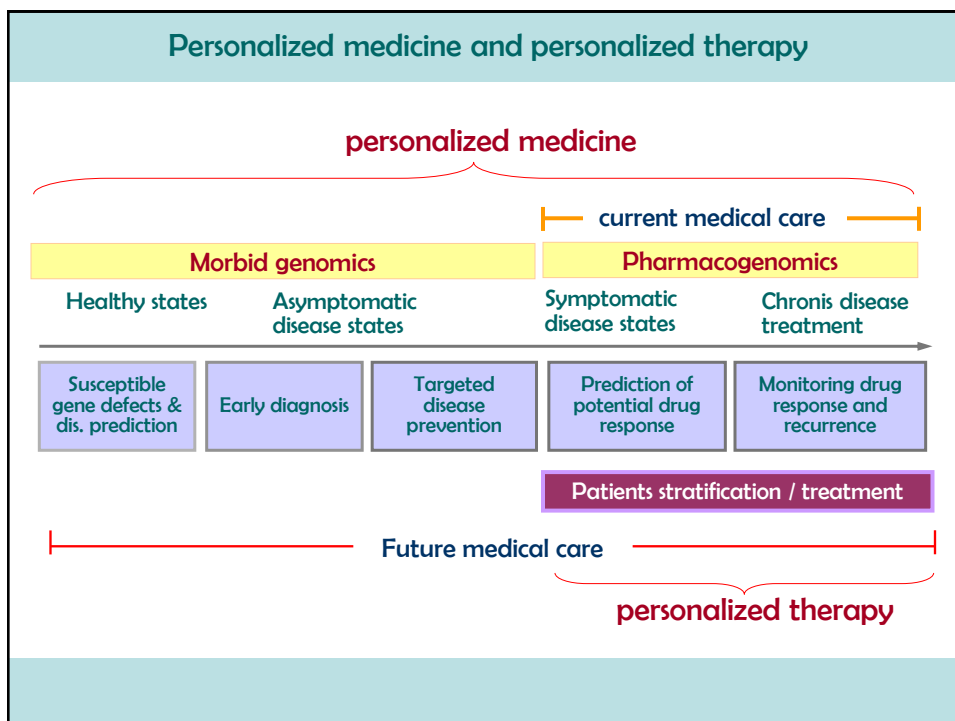 Personalized medicine and personalized therapy
personalized medicine
current medical care
Morbid genomics
Pharmacogenomics
Healthy states
Asymptomatic
disease states
Symptomatic
disease states
Chronis disease
treatment
Susceptible
gene defects &
dis. prediction
Early diagnosis
Targeted
disease
prevention
Prediction of
potential drug
response
Monitoring drug
response and
recurrence
Patients stratification / treatment
Future medical care
personalized therapy